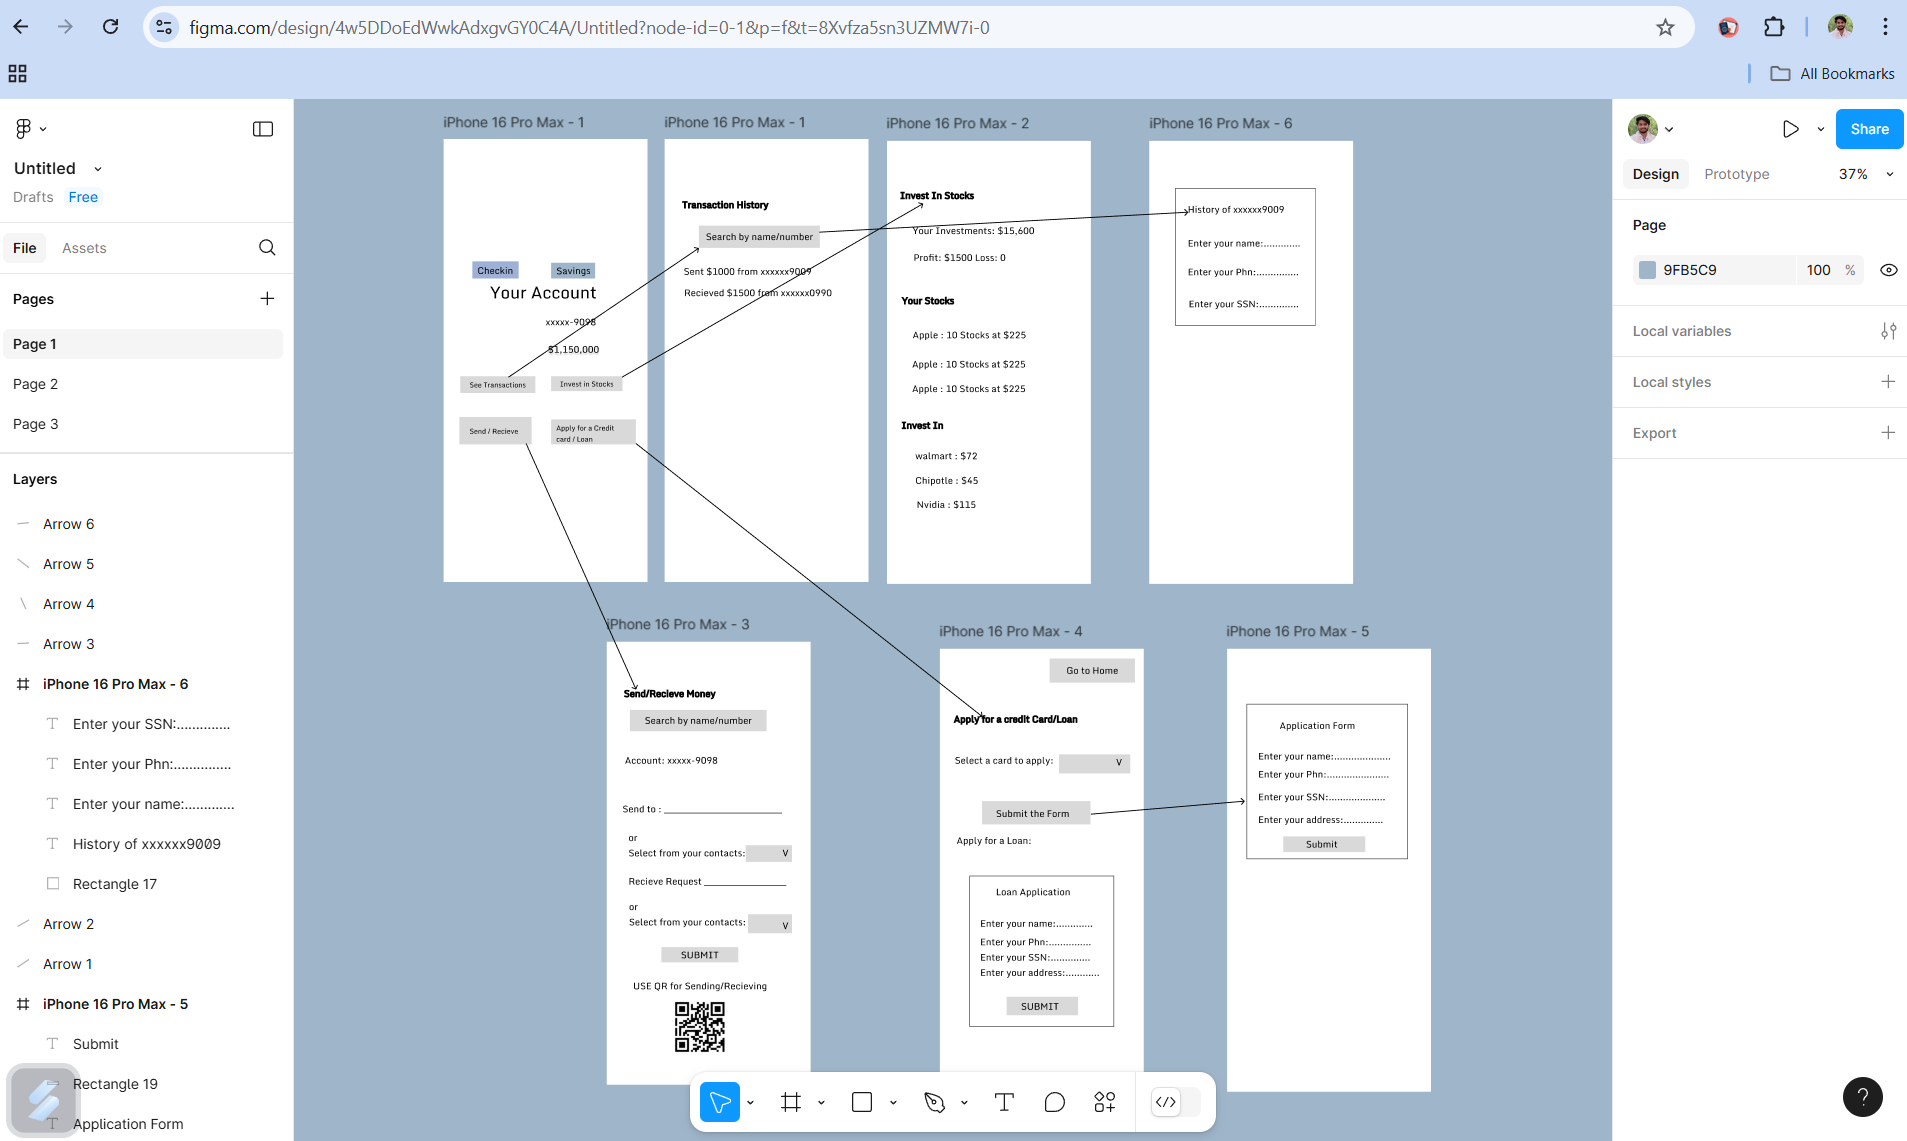 figma.com/design/4w5DDoEdWwkAdxgvGY0C4A/Untitled?node-id=0-1&p=f&t=8Xvfza5sn3UZMW7i-0
All Bookmarks
Untitled
Drafts Free
File Assets
Pages
Page 1
Page 2
Page 3
Layers
Arrow 6
Arrow 5
Arrow 4
Arrow 3
iPhone 16 Pro Max - 6
Enter your SSN:.............
Enter your Phn:...............
Enter your name:.............
History of xxxxxx9009
Rectangle 17
Arrow 2
Arrow 1
iPhone 16 Pro Max - 5
Submit
Rectangle 19
Application Form
iPhone 16 Pro Max - 1
Checkin Savings
Your Account
xxxxx-9098
$1,150,000
See Transactions Invest in Stocks
Send / Recieve
Apply for a Credit
card / Loan
iPhone 16 Pro Max - 1
Transaction History
Search by name/number
Sent $1000 from xxxxxx9009
Recieved $1500 from xxxxxx0990
iPhone 16 Pro Max - 2
Invest In Stocks
Your Investments: $15,600
Profit: $1500 Loss: 0
Your Stocks
Apple : 10 Stocks at $225
Apple : 10 Stocks at $225
Apple : 10 Stocks at $225
Invest In
walmart : $72
Chipotle : $45
Nvidia : $115
iPhone 16 Pro Max - 6
History of xxxxxx9009
Enter your name:.............
Enter your Phn:...............
Enter your SSN:.............
iPhone 16 Pro Max - 3
Send/Recieve Money
Search by name/number
Account: xxxxx-9098
Send to : ____________________
or
Select from your contacts: V
Recieve Request ______________
or
Select from your contacts: V
SUBMIT
USE QR for Sending/Recieving
iPhone 16 Pro Max - 4
Go to Home
Apply for a credit Card/Loan
Select a card to apply: V
Submit the Form
Apply for a Loan:
Loan Application
Enter your name:.............
Enter your Phn:...............
Enter your SSN:.............
Enter your address:............
SUBMIT
iPhone 16 Pro Max - 5
Application Form
Enter your name:....................
Enter your Phn:......................
Enter your SSN:....................
Enter your address:..............
Submit
Share
Design Prototype 37%
Page
9FB5C9 100 %
Local variables
Local styles
Export
?